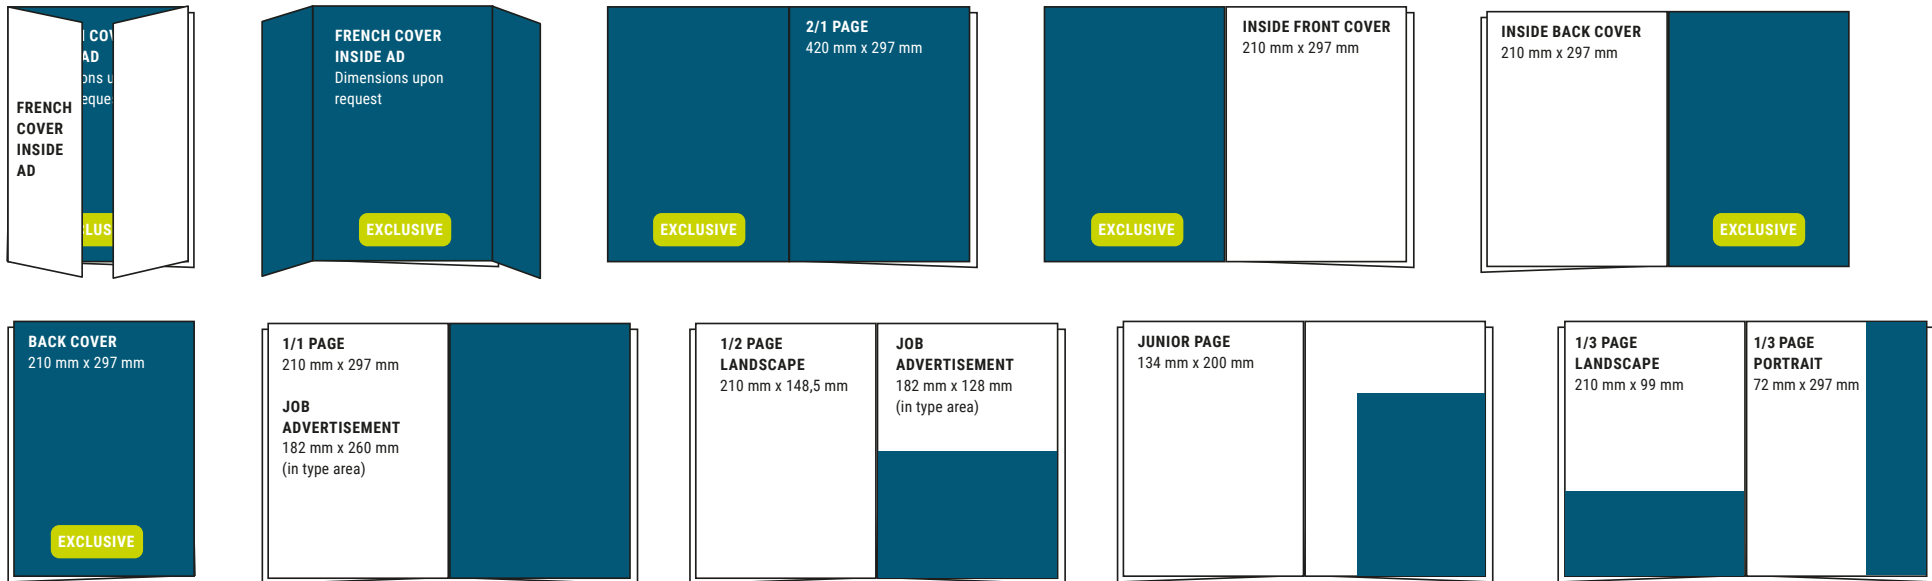 FRENCH
COVER
INSIDE
AD
COV
AD
ons u
eque
LUS
FRENCH COVER
INSIDE AD
Dimensions upon
request
EXCLUSIVE
2/1 PAGE
420 mm x 297 mm
EXCLUSIVE
INSIDE FRONT COVER
210 mm x 297 mm
EXCLUSIVE
INSIDE BACK COVER
210 mm x 297 mm
EXCLUSIVE
BACK COVER
210 mm x 297 mm
EXCLUSIVE
1/1 PAGE
210 mm x 297 mm
JOB
ADVERTISEMENT
182 mm x 260 mm
(in type area)
1/2 PAGE
LANDSCAPE
210 mm x 148,5 mm
JOB
ADVERTISEMENT
182 mm x 128 mm
(in type area)
JUNIOR PAGE
134 mm x 200 mm
1/3 PAGE
LANDSCAPE
210 mm x 99 mm
1/3 PAGE
PORTRAIT
72 mm x 297 mm